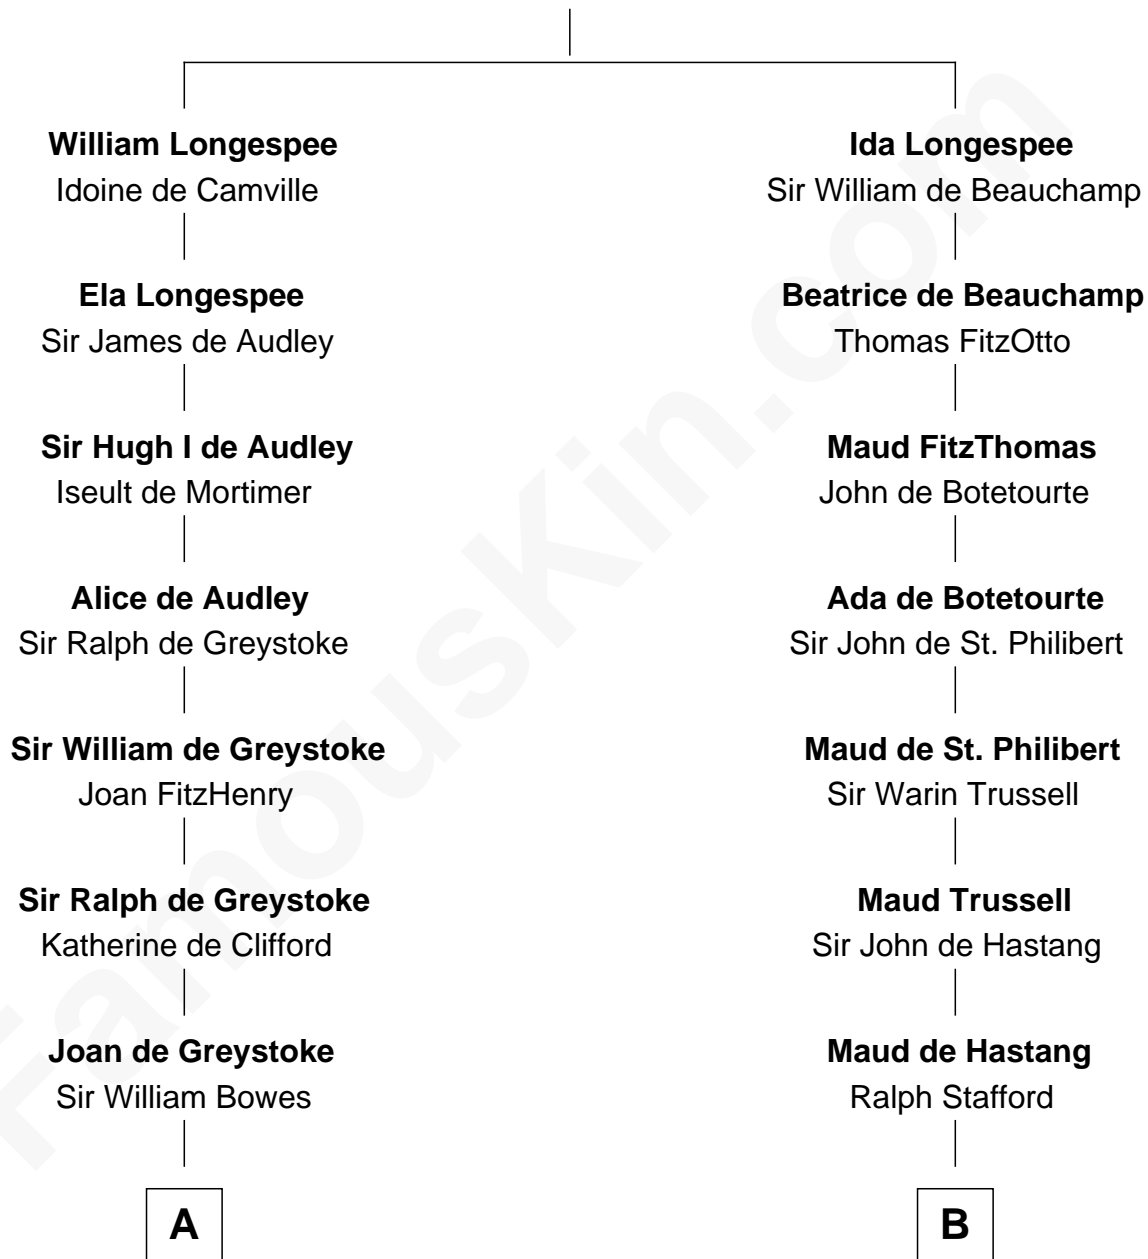 William Longespee
Idoine de Camville
Ela Longespee
Sir James de Audley
Sir Hugh I de Audley
Iseult de Mortimer
Alice de Audley
Sir Ralph de Greystoke
Sir William de Greystoke
Joan FitzHenry
Sir Ralph de Greystoke
Katherine de Clifford
Joan de Greystoke
Sir William Bowes
A
Ida Longespee
Sir William de Beauchamp
Beatrice de Beauchamp
Thomas FitzOtto
Maud FitzThomas
John de Botetourte
Ada de Botetourte
Sir John de St. Philibert
Maud de St. Philibert
Sir Warin Trussell
Maud Trussell
Sir John de Hastang
Maud de Hastang
Ralph Stafford
B
FamousKin.com